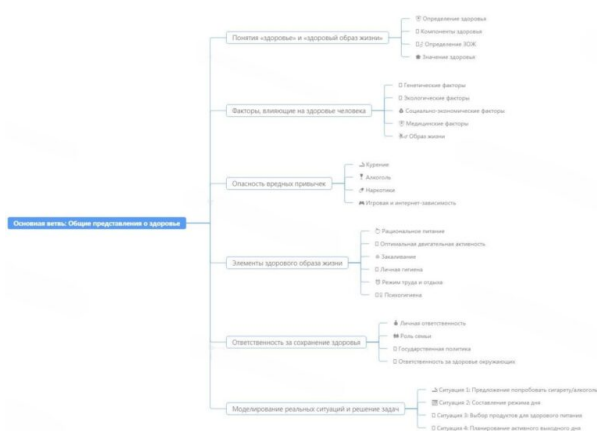 Основная ветвь: Общие представления о здоровье
Понятия «здоровье» и «здоровый образ жизни»
Определение здоровья
Компоненты здоровья
Определения ЗОЖ
Значение здоровья
Факторы, влияющие на здоровье человека
Генетические факторы
Экологические факторы
Социально-экономические факторы
Медицинские факторы
Образ жизни
Опасность вредных привычек
Курение
Алкоголь
Наркотики
Игровая и интернет-зависимость
Элементы здорового образа жизни
Рациональное питание
Оптимальная двигательная активность
Закаливание
Личная гигиена
Режим труда и отдыха
Психогигиена
Ответственность за сохранение здоровья
Личная ответственность
Роль семьи
Государственная политика
Ответственность за здоровье окружающих
Моделирование реальных ситуаций и решение задач
Ситуация 1: Предложение попробовать сигарету/алкоголь
Ситуация 2: Составление режима дня
Ситуация 3: Выбор продуктов для здорового питания
Ситуация 4: Планирование активного выходного дня